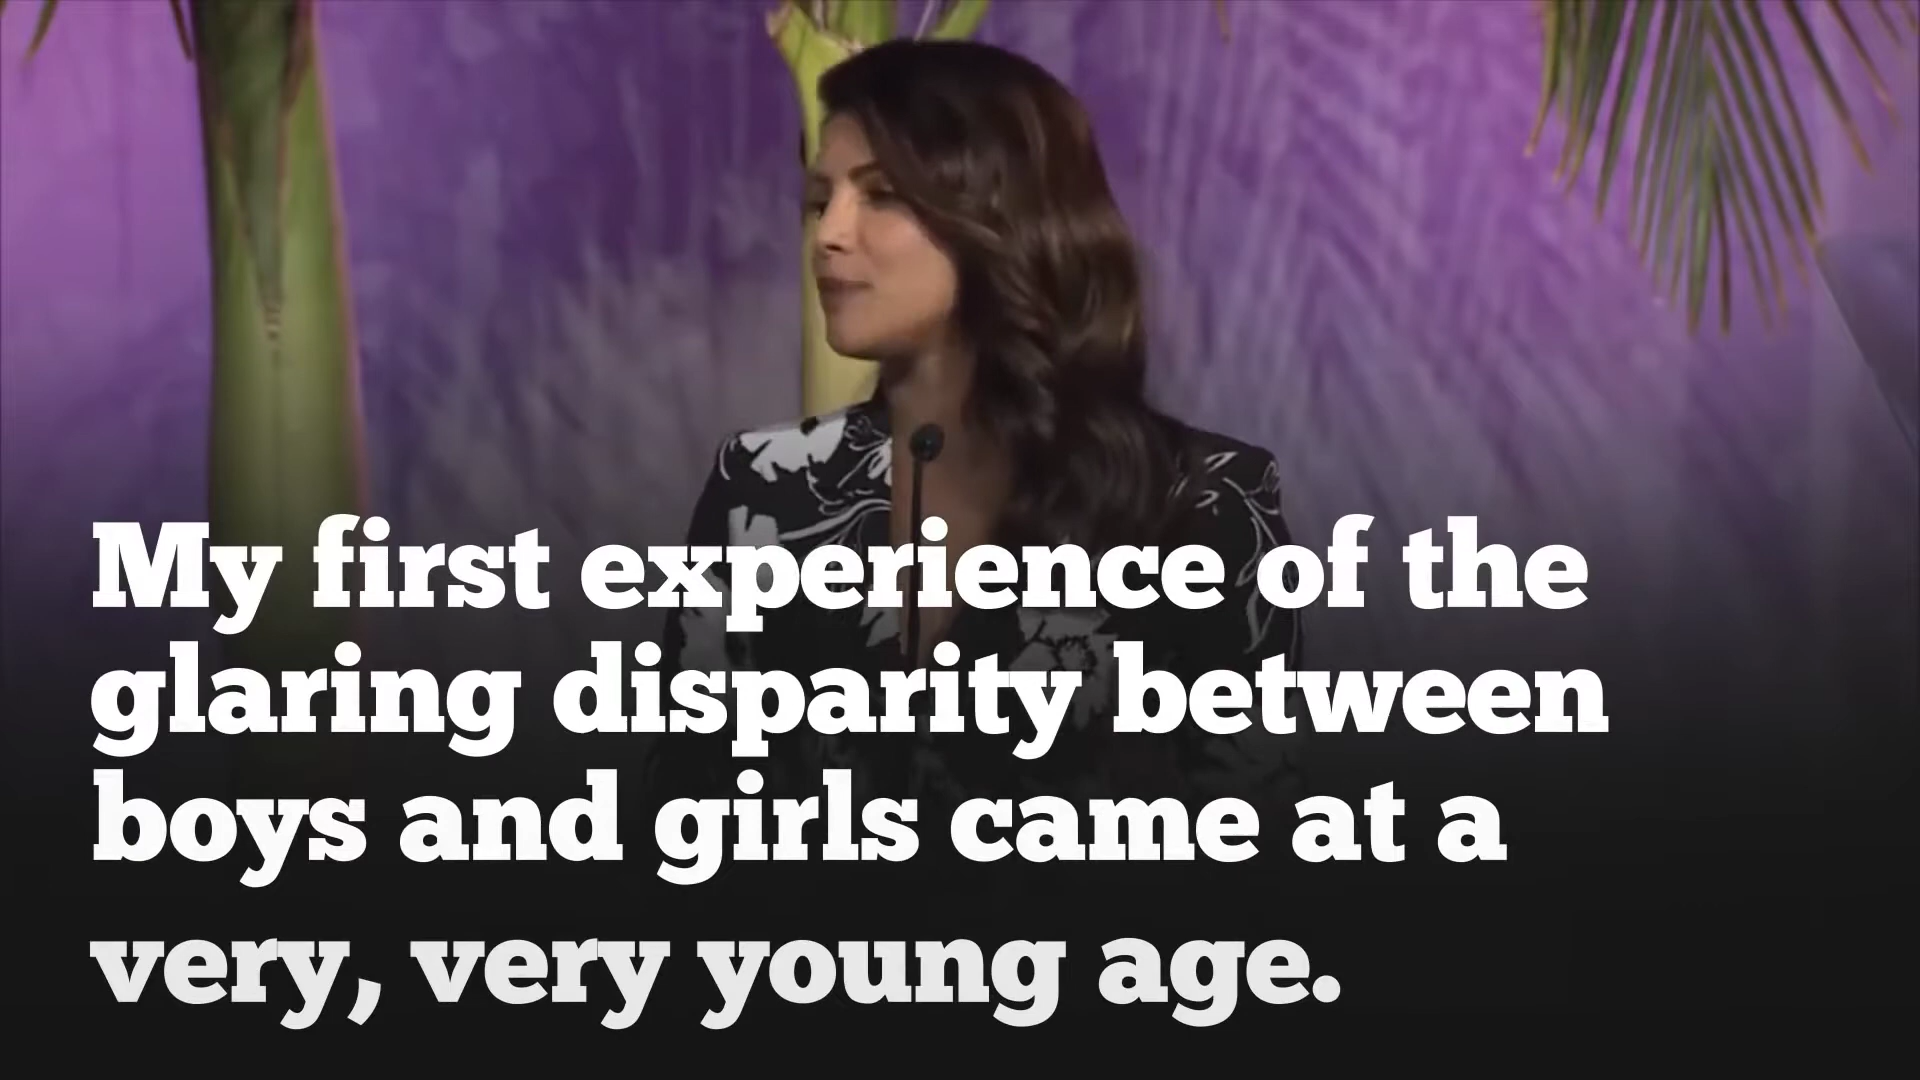 My first experience of the
glaring disparity between
boys and girls came at a
very, very young age.